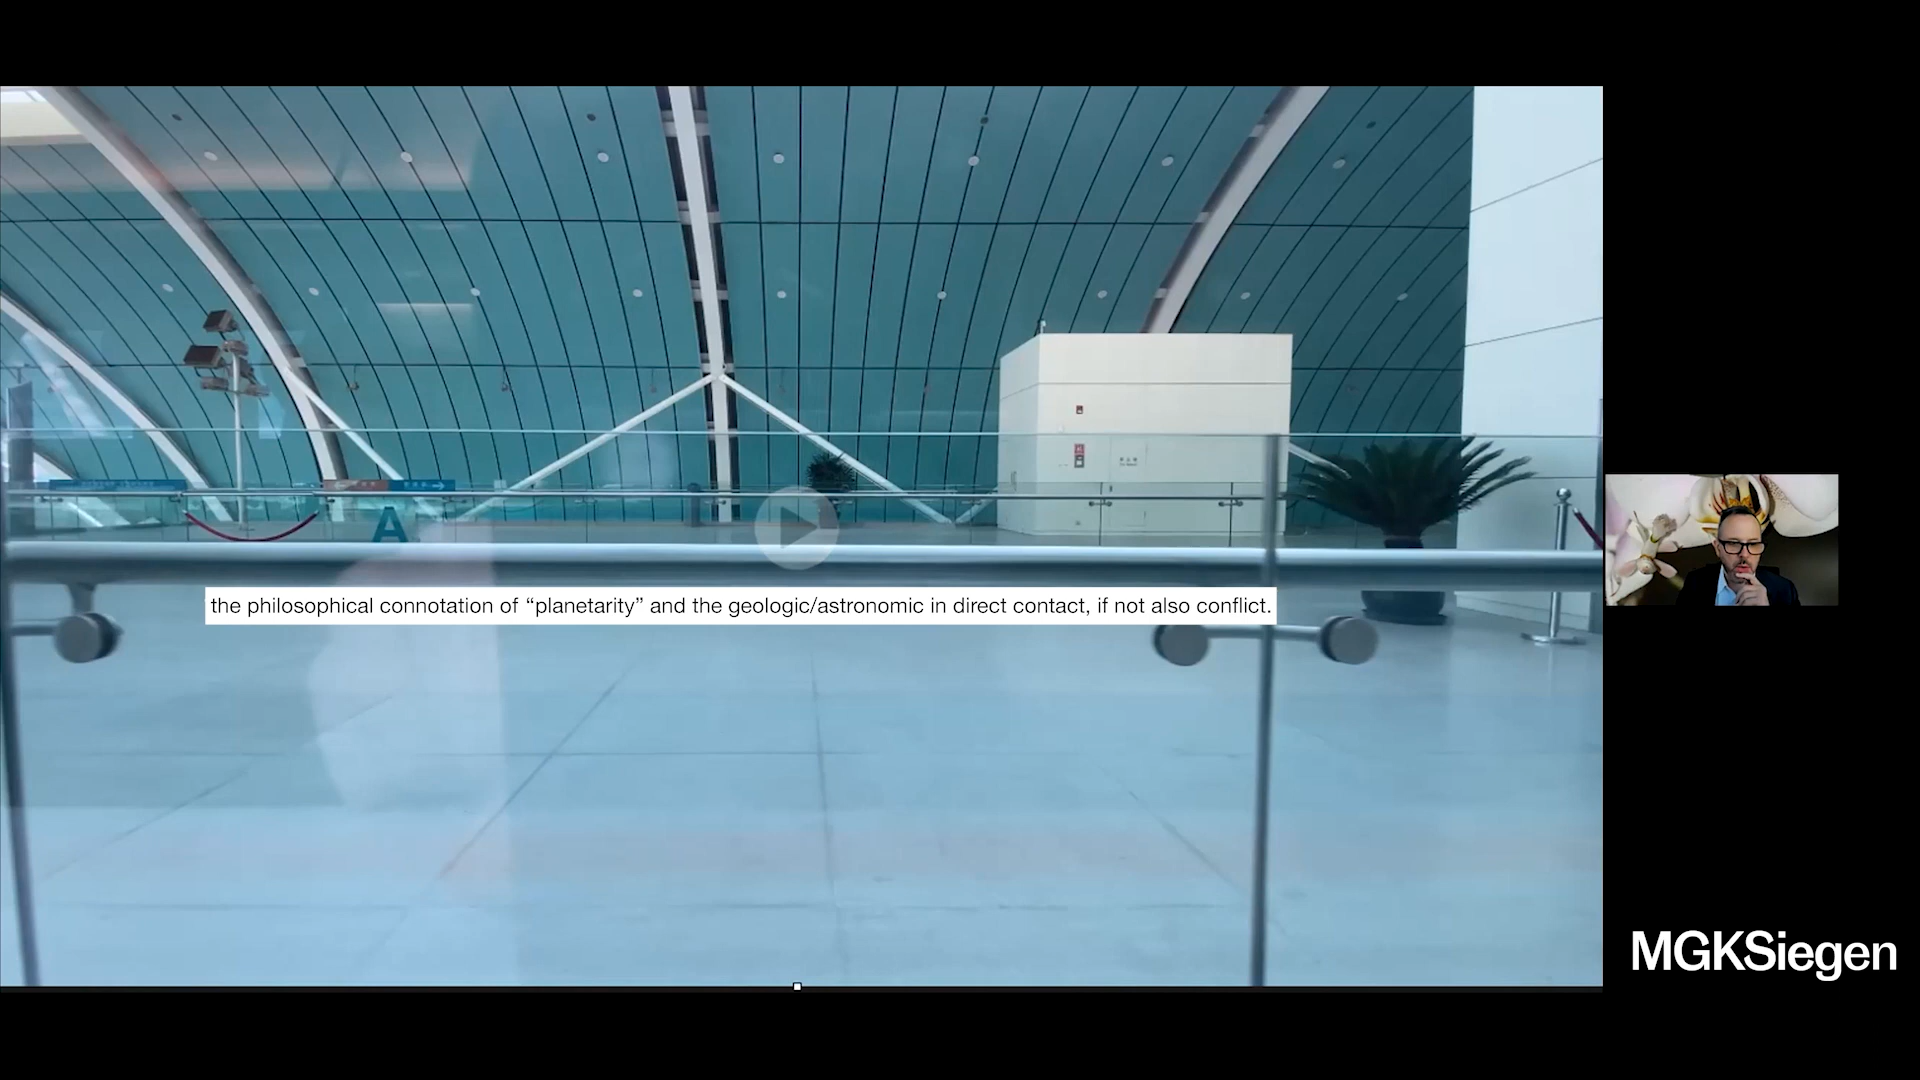 A
the philosophical connotation of “planetarity” and the geologic/astronomic in direct contact, if not also conflict.
MGKSiegen